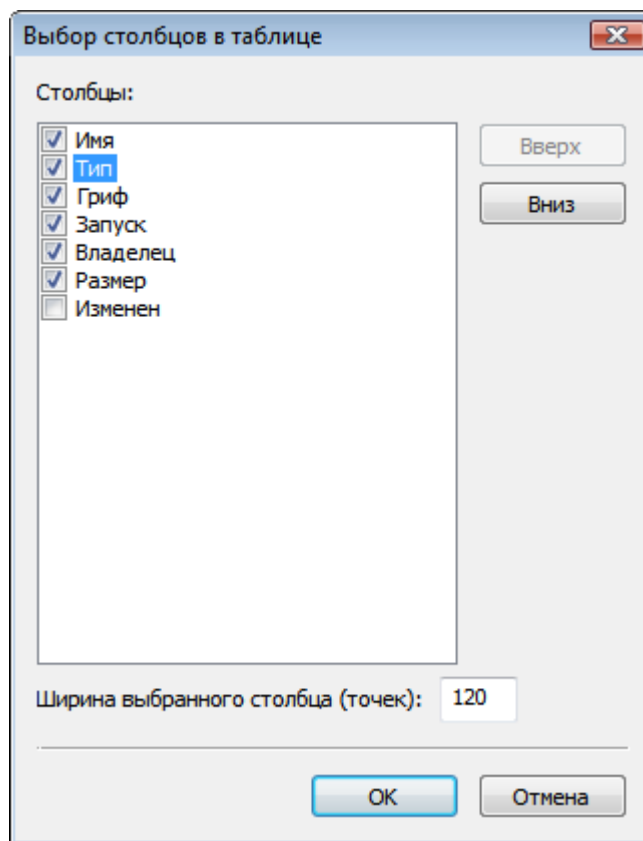 Выбор столбцов в таблице
Столбцы:
Имя
Тип
Гриф
Запуск
Владелец
Размер
Изменен
Вверх
Вниз
Ширина выбранного столбца (точек): 120
OK Отмена